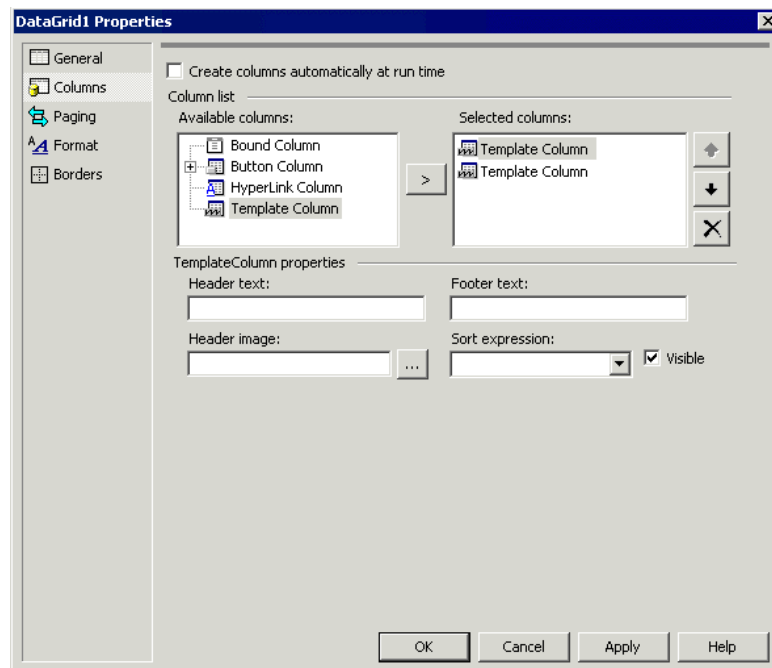 DataGrid1 Properties
General
Columns
Paging
Format
Borders
Create columns automatically at run time
Column list
Available columns:
Bound Column
Button Column
HyperLink Column
Template Column
>
Selected columns:
Template Column
Template Column
TemplateColumn properties
Header text:
Footer text:
Header image:
...
Sort expression:
Visible
OK
Cancel
Apply
Help